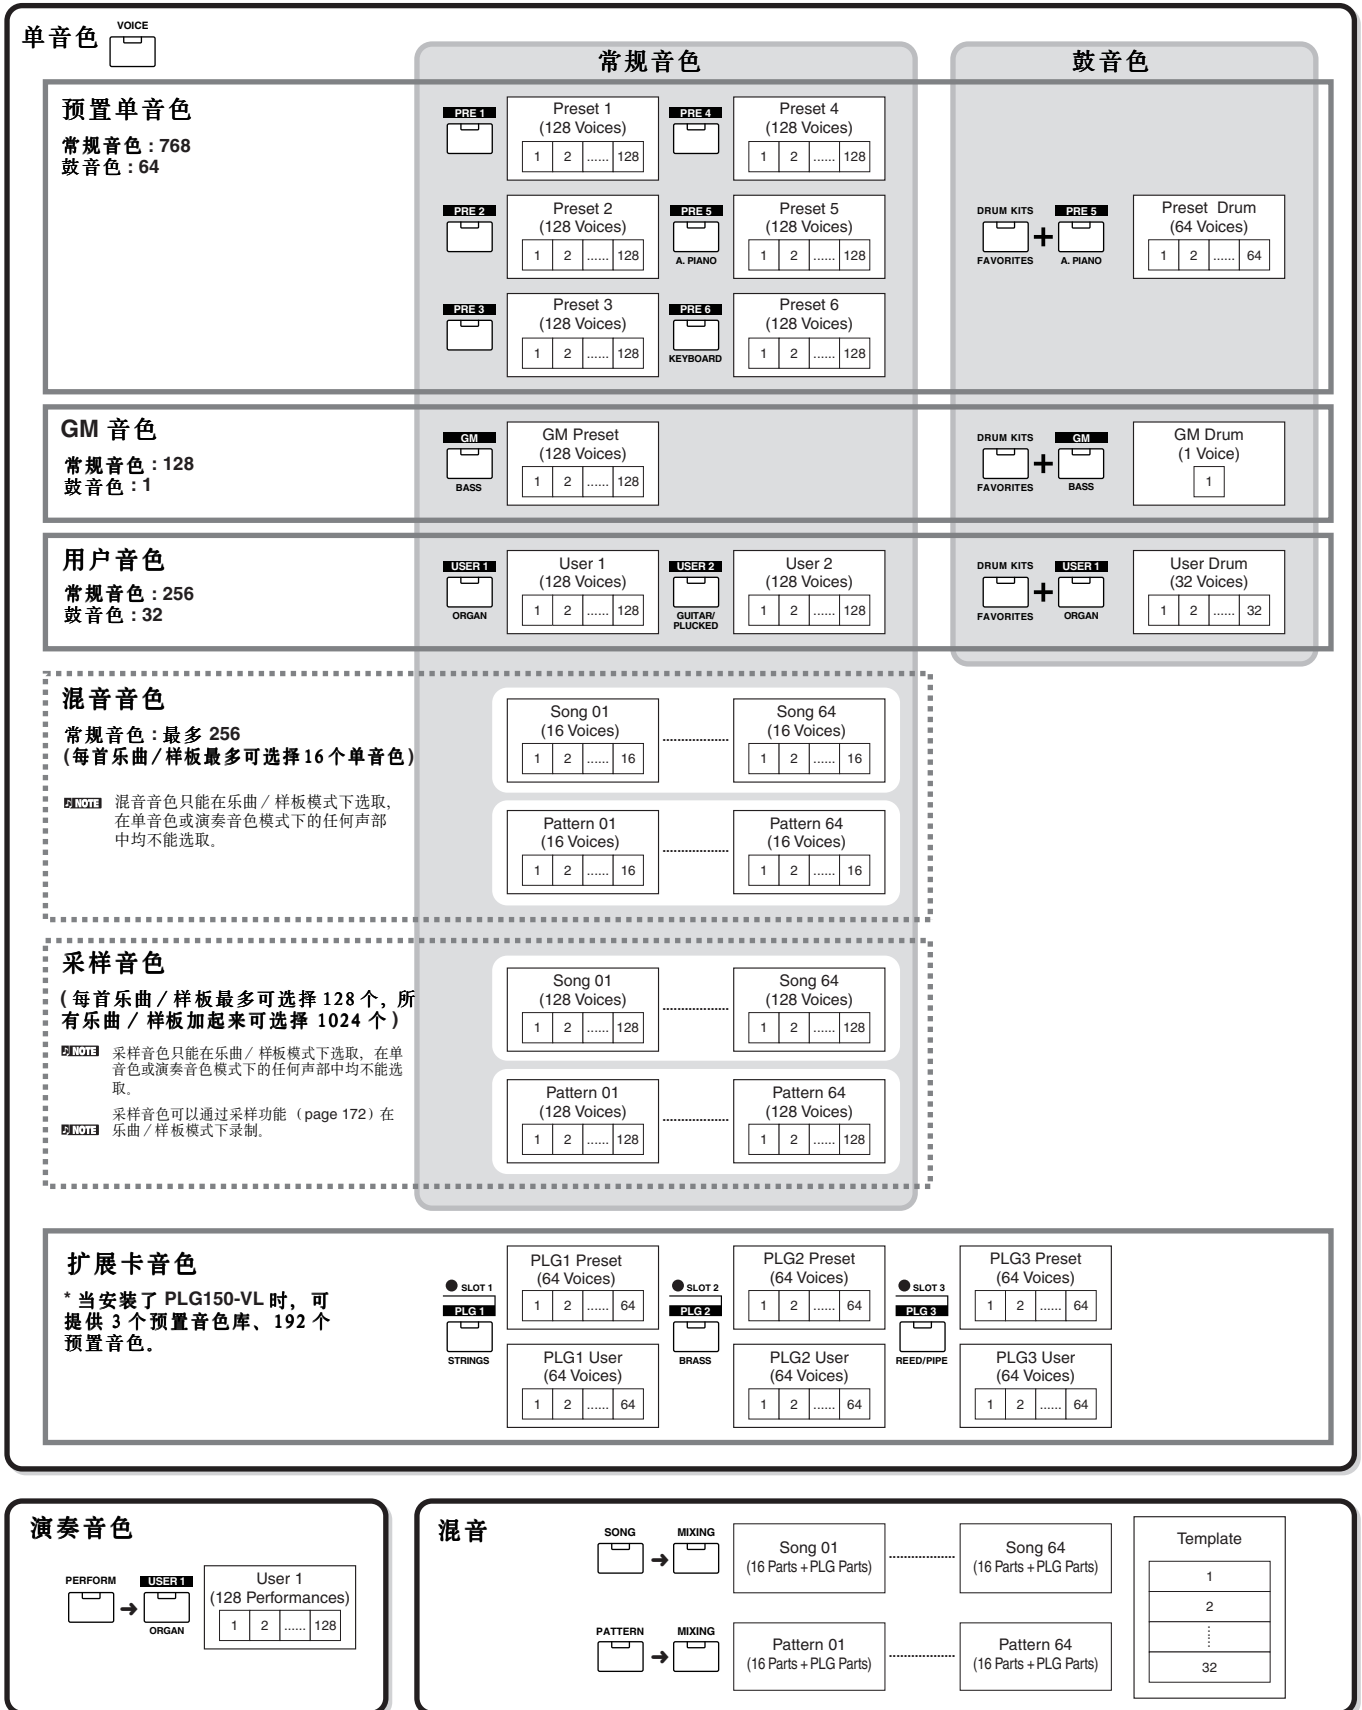 单音色
VOICE
常规音色
鼓音色
预置单音色
常规音色 : 768
鼓音色 : 64
PRE 1
Preset 1
(128 Voices)
1 2 ...... 128
PRE 4
Preset 4
(128 Voices)
1 2 ...... 128
PRE 2
Preset 2
(128 Voices)
1 2 ...... 128
PRE 5
A. PIANO
Preset 5
(128 Voices)
1 2 ...... 128
DRUM KITS
FAVORITES
+
PRE 5
A. PIANO
Preset Drum
(64 Voices)
1 2 ...... 64
PRE 3
Preset 3
(128 Voices)
1 2 ...... 128
PRE 6
KEYBOARD
Preset 6
(128 Voices)
1 2 ...... 128
GM 音色
常规音色 : 128
鼓音色 : 1
GM
BASS
GM Preset
(128 Voices)
1 2 ...... 128
DRUM KITS
FAVORITES
+
GM
BASS
GM Drum
(1 Voice)
1
用户音色
常规音色 : 256
鼓音色 : 32
USER 1
ORGAN
User 1
(128 Voices)
1 2 ...... 128
USER 2
GUITAR/
PLUCKED
User 2
(128 Voices)
1 2 ...... 128
DRUM KITS
FAVORITES
+
USER 1
ORGAN
User Drum
(32 Voices)
1 2 ...... 32
混音音色
常规音色 : 最多 256
(每首乐曲/样板最多可选择16个单音色)
NOTE 混音音色只能在乐曲/样板模式下选取,
在单音色或演奏音色模式下的任何声部
中均不能选取。
Song 01
(16 Voices)
1 2 ...... 16
Song 64
(16 Voices)
1 2 ...... 16
Pattern 01
(16 Voices)
1 2 ...... 16
Pattern 64
(16 Voices)
1 2 ...... 16
采样音色
(每首乐曲/样板最多可选择 128 个, 所
有乐曲/样板加起来可选择 1024 个)
NOTE 采样音色只能在乐曲/样板模式下选取, 在单
音色或演奏音色模式下的任何声部中均不能选
取。
采样音色可以通过采样功能 (page 172) 在
NOTE 乐曲/样板模式下录制。
Song 01
(128 Voices)
1 2 ...... 128
Song 64
(128 Voices)
1 2 ...... 128
Pattern 01
(128 Voices)
1 2 ...... 128
Pattern 64
(128 Voices)
1 2 ...... 128
扩展卡音色
* 当安装了 PLG150-VL 时, 可
提供 3 个预置音色库、192 个
预置音色。
SLOT 1
PLG 1
STRINGS
PLG1 Preset
(64 Voices)
1 2 ...... 64
PLG1 User
(64 Voices)
1 2 ...... 64
SLOT 2
PLG 2
BRASS
PLG2 Preset
(64 Voices)
1 2 ...... 64
PLG2 User
(64 Voices)
1 2 ...... 64
SLOT 3
PLG 3
REED/PIPE
PLG3 Preset
(64 Voices)
1 2 ...... 64
PLG3 User
(64 Voices)
1 2 ...... 64
演奏音色
PERFORM
USER 1
ORGAN
User 1
(128 Performances)
1 2 ...... 128
混音
SONG
MIXING
Song 01
(16 Parts + PLG Parts)
Song 64
(16 Parts + PLG Parts)
PATTERN
MIXING
Pattern 01
(16 Parts + PLG Parts)
Pattern 64
(16 Parts + PLG Parts)
Template
1
2
32